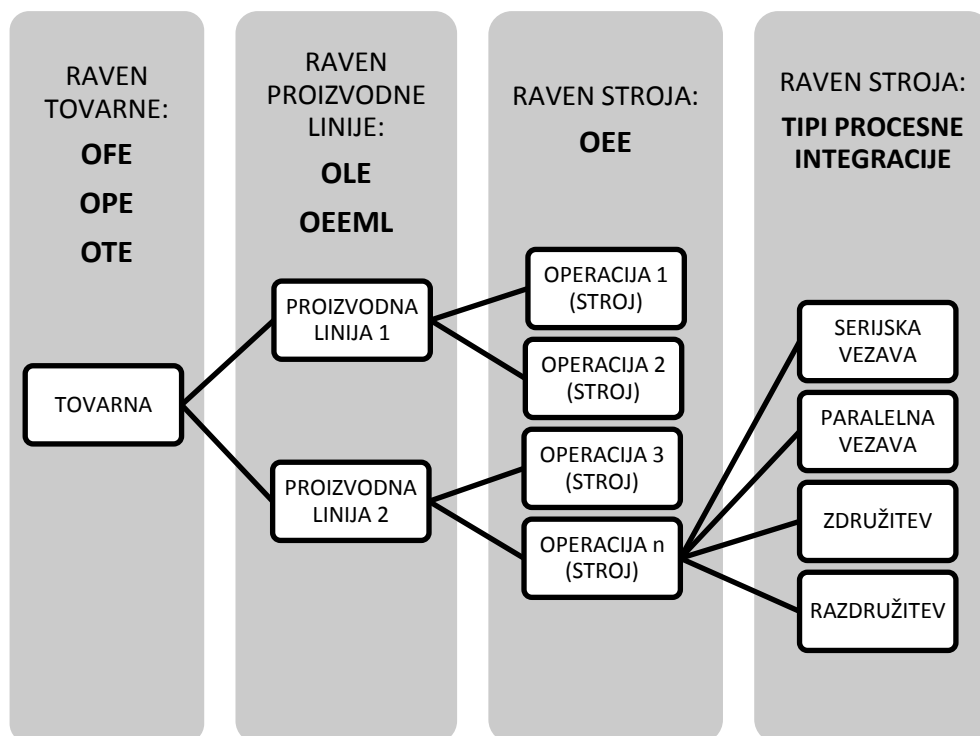 RAVEN
TOVARNE:
OFE
OPE
OTE
RAVEN
PROIZVODNE
LINIJE:
OLE
OEEML
RAVEN STROJA:
OEE
RAVEN STROJA:
TIPI PROCESNE
INTEGRACIJE
TOVARNA
PROIZVODNA
LINIJA 1
PROIZVODNA
LINIJA 2
OPERACIJA 1
(STROJ)
OPERACIJA 2
(STROJ)
OPERACIJA 3
(STROJ)
OPERACIJA n
(STROJ)
SERIJSKA
VEZAVA
PARALELNA
VEZAVA
ZDRUŽITEV
RAZDRUŽITEV